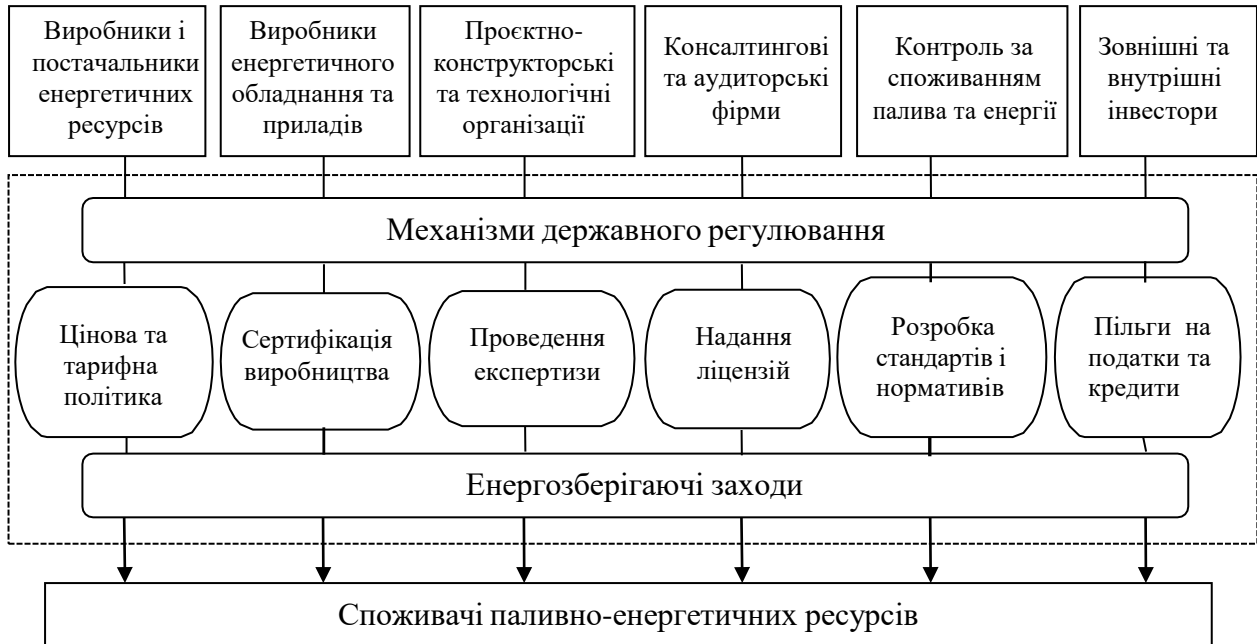 Виробники і
постачальники
енергетичних
ресурсів
Виробники
енергетичного
обладнання та
приладів
Проєктно-
конструкторські
та технологічні
організації
Консалтингові
та аудиторські
фірми
Контроль за
споживанням
палива та енергії
Зовнішні та
внутрішні
інвестори
Механізми державного регулювання
Цінова та
тарифна
політика
Сертифікація
виробництва
Проведення
експертизи
Надання
ліцензій
Розробка
стандартів і
нормативів
Пільги на
податки та
кредити
Енергозберігаючі заходи
Споживачі паливно-енергетичних ресурсів